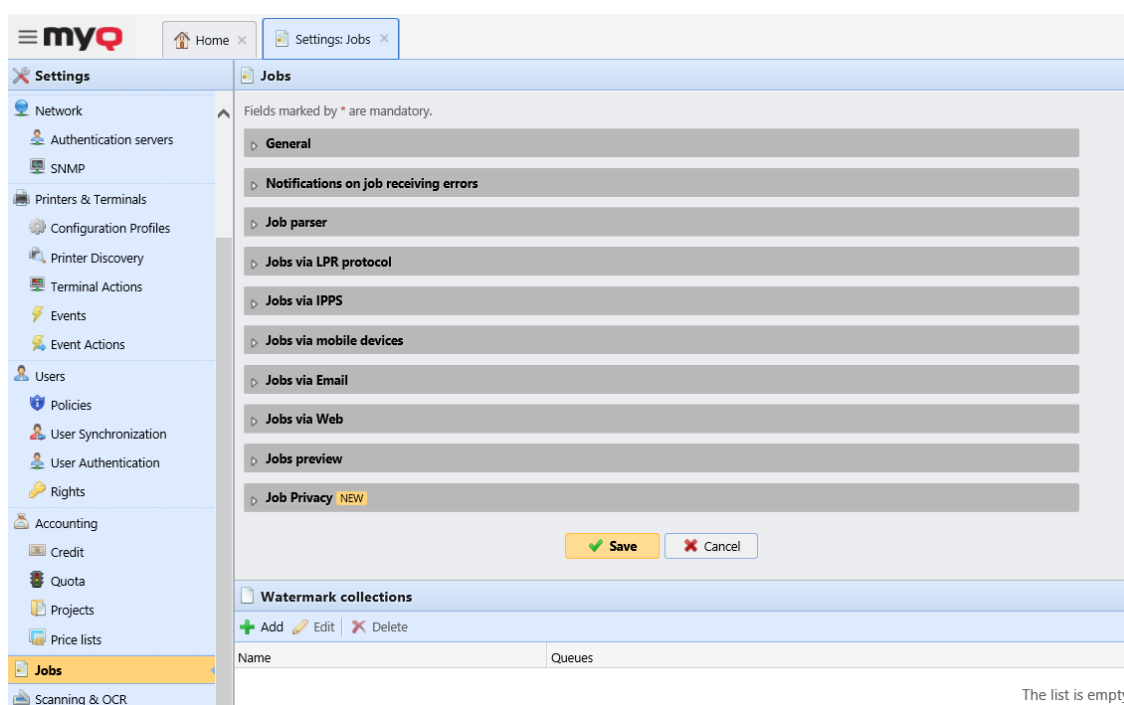 myQ
Home
Settings: Jobs
Settings
Network
Authentication servers
SNMP
Printers & Terminals
Configuration Profiles
Printer Discovery
Terminal Actions
Events
Event Actions
Users
Policies
User Synchronization
User Authentication
Rights
Accounting
Credit
Quota
Projects
Price lists
Jobs
Scanning & OCR
Jobs
Fields marked by * are mandatory.
General
Notifications on job receiving errors
Job parser
Jobs via LPR protocol
Jobs via IPPS
Jobs via mobile devices
Jobs via Email
Jobs via Web
Jobs preview
Job Privacy NEW
Save Cancel
Watermark collections
Add Edit Delete
Name Queues
The list is empty